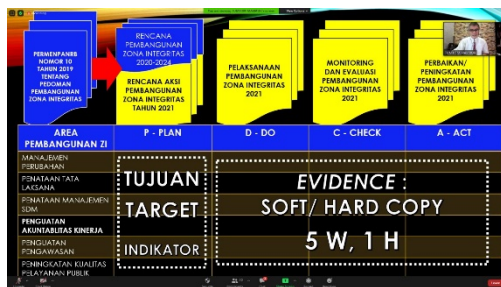 PERMENPANRB
NOMOR 10
TAHUN 2019
TENTANG
PEDOMAN
PEMBANGUNAN
ZONA INTEGRITAS
RENCANA
PEMBANGUNAN
ZONA INTEGRITAS
2020-2024
RENCANA AKSI
PEMBANGUNAN
ZONA INTEGRITAS
TAHUN 2021
PELAKSANAAN
PEMBANGUNAN
ZONA INTEGRITAS
2021
MONITORING
DAN EVALUASI
PEMBANGUNAN
ZONA INTEGRITAS
2021
PERBAIKAN/
PENINGKATAN
PEMBANGUNAN
ZONA INTEGRITAS
2021
AREA
PEMBANGUNAN ZI
P - PLAN
D - DO
C - CHECK
A - ACT
MANAJEMEN
PERUBAHAN
PENATAAN TATA
LAKSANA
PENATAAN MANAJEMEN
SDM
PENGUATAN
AKUNTABLITAS KINERJA
PENGUATAN
PENGAWASAN
PENINGKATAN KUALITAS
PELAYANAN PUBLIK
TUJUAN
TARGET
INDIKATOR
EVIDENCE :
SOFT/ HARD COPY
5 W, 1 H